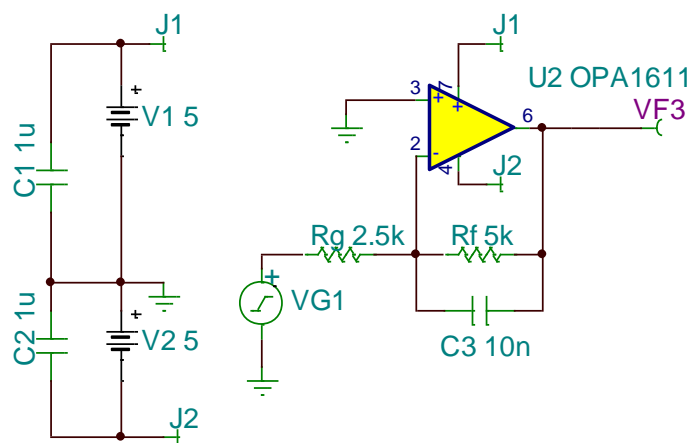 J1
V1 5
C1 1u
C2 1u
V2 5
J2
J1
U2 OPA1611
VF3
3
7
6
2
4
J2
Rg 2.5k
Rf 5k
VG1
C3 10n